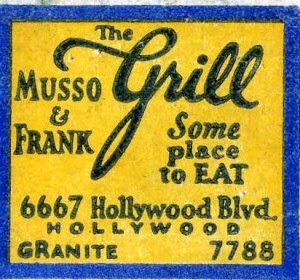 The
Grill
MUSSO
&
FRANK
Some
place
to EAT
6667 Hollywood Blvd.
HOLLYWOOD
GRANITE 7788